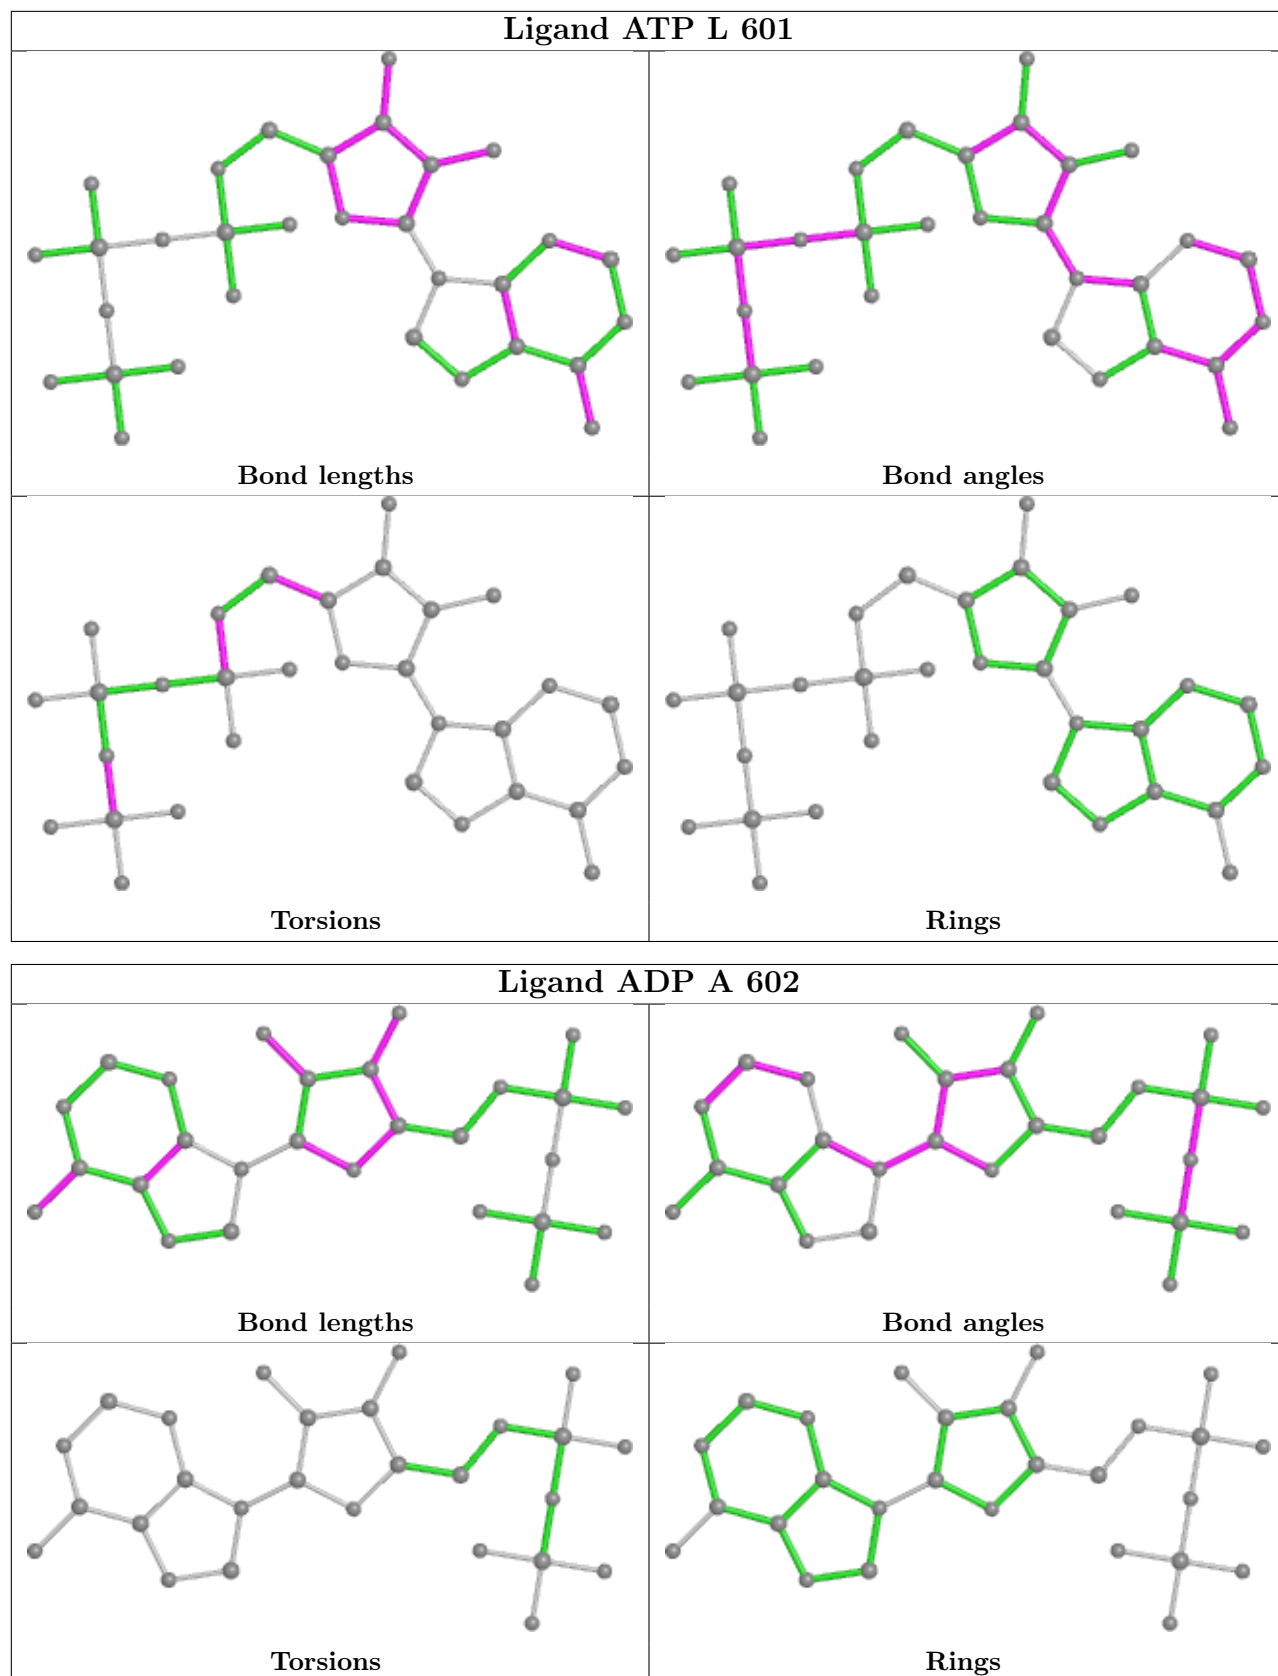 Ligand ATP L 601
Bond lengths
Bond angles
Torsions
Rings
Ligand ADP A 602
Bond lengths
Bond angles
Torsions
Rings